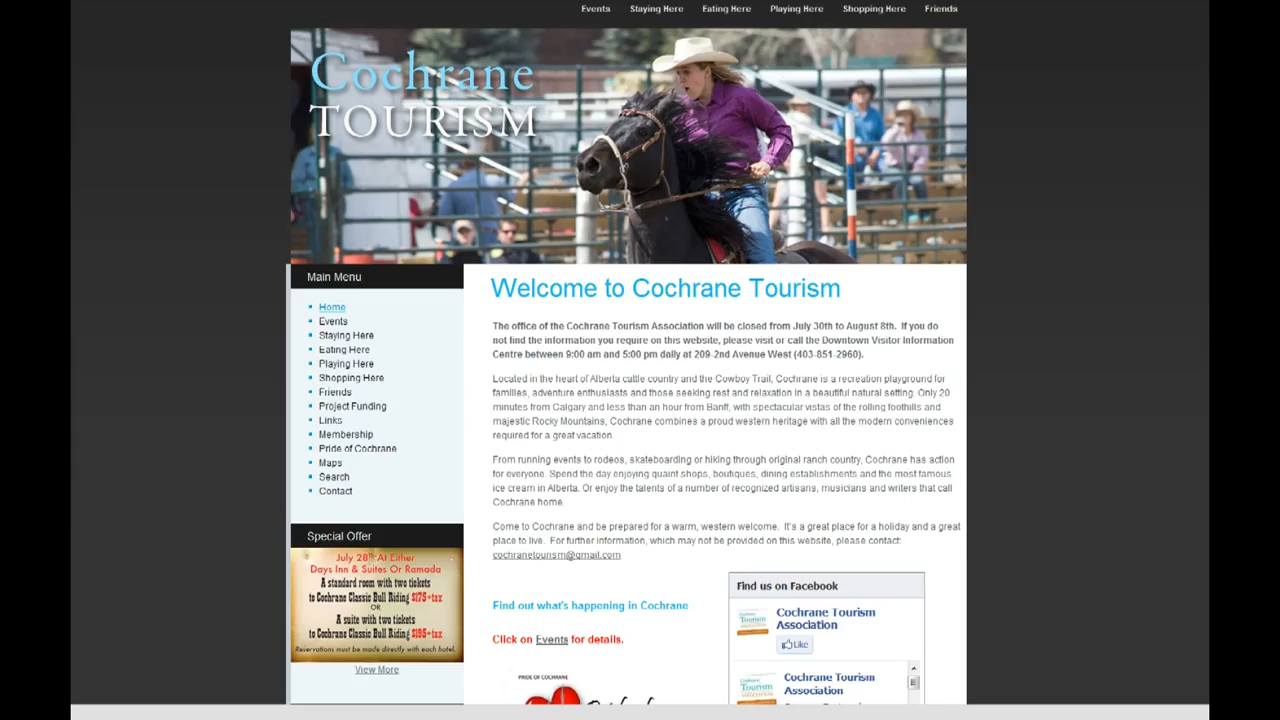 Events Staying Here Eating Here Playing Here Shopping Here Friends
Cochrane
TOURISM
Main Menu
Home
Events
Staying Here
Eating Here
Playing Here
Shopping Here
Friends
Project Funding
Links
Membership
Pride of Cochrane
Maps
Search
Contact
Special Offer
July 28th At Either
Days Inn & Suites Or Ramada
A standard room with two tickets
to Cochrane Classic Bull Riding $175+tax
OR
A suite with two tickets
to Cochrane Classic Bull Riding $195+tax
Reservations must be made directly with each hotel.
View More
Welcome to Cochrane Tourism
The office of the Cochrane Tourism Association will be closed from July 30th to August 8th. If you do
not find the information you require on this website, please visit or call the Downtown Visitor Information
Centre between 9:00 am and 5:00 pm daily at 209-2nd Avenue West (403-851-2960).
Located in the heart of Alberta cattle country and the Cowboy Trail, Cochrane is a recreation playground for
families, adventure enthusiasts and those seeking rest and relaxation in a beautiful natural setting. Only 20
minutes from Calgary and less than an hour from Banff, with spectacular vistas of the rolling foothills and
majestic Rocky Mountains, Cochrane combines a proud western heritage with all the modern conveniences
required for a great vacation.
From running events to rodeos, skateboarding or hiking through original ranch country, Cochrane has action
for everyone. Spend the day enjoying quaint shops, boutiques, dining establishments and the most famous
ice cream in Alberta. Or enjoy the talents of a number of recognized artisans, musicians and writers that call
Cochrane home.
Come to Cochrane and be prepared for a warm, western welcome. It's a great place for a holiday and a great
place to live. For further information, which may not be provided on this website, please contact:
cochranetourism@gmail.com
Find out what's happening in Cochrane
Click on Events for details.
PRIDE OF COCHRANE
Find us on Facebook
Cochrane Tourism
Association
Like
Cochrane Tourism
Association